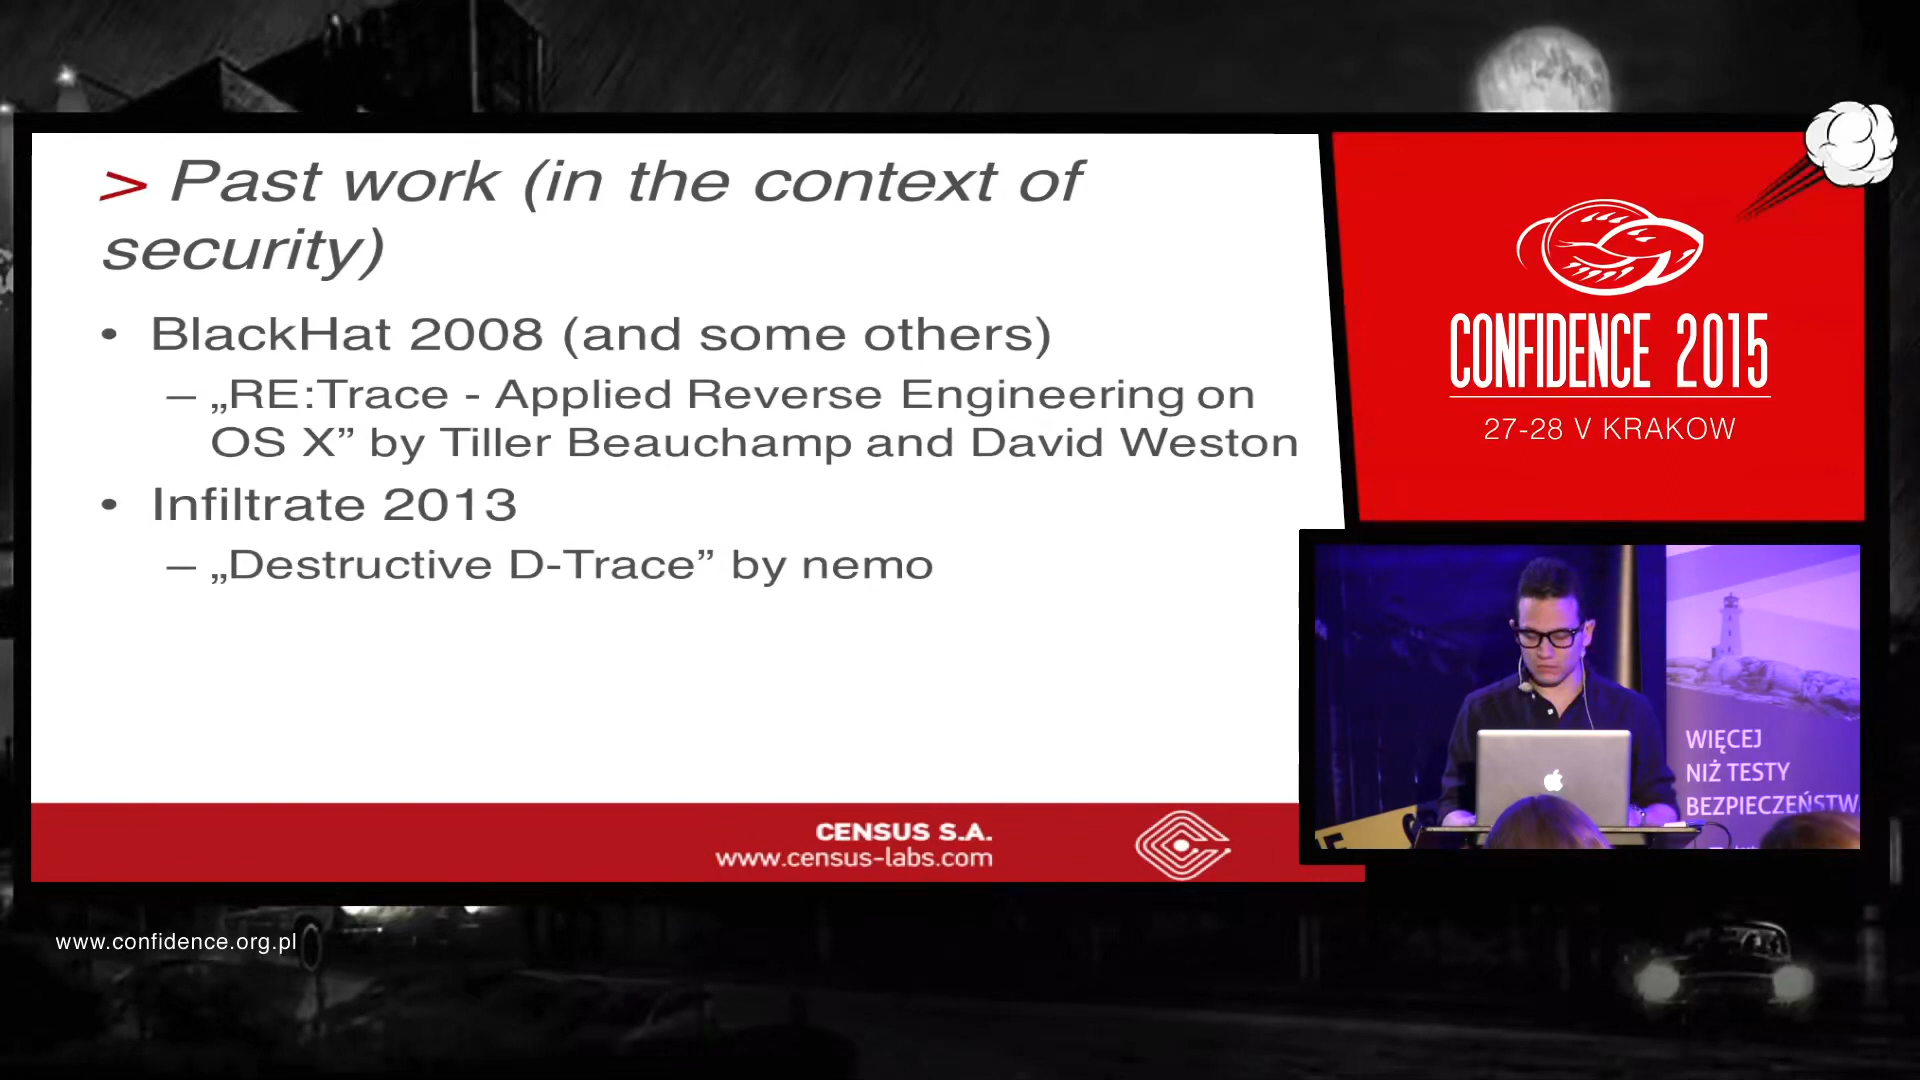 > Past work (in the context of
security)
• BlackHat 2008 (and some others)
– „RE:Trace - Applied Reverse Engineering on
OS X” by Tiller Beauchamp and David Weston
• Infiltrate 2013
– „Destructive D-Trace” by nemo
CENSUS S.A.
www.census-labs.com
CONFIDENCE 2015
27-28 V KRAKOW
WIĘCEJ
NIŻ TESTY
BEZPIECZEŃSTW
www.confidence.org.pl